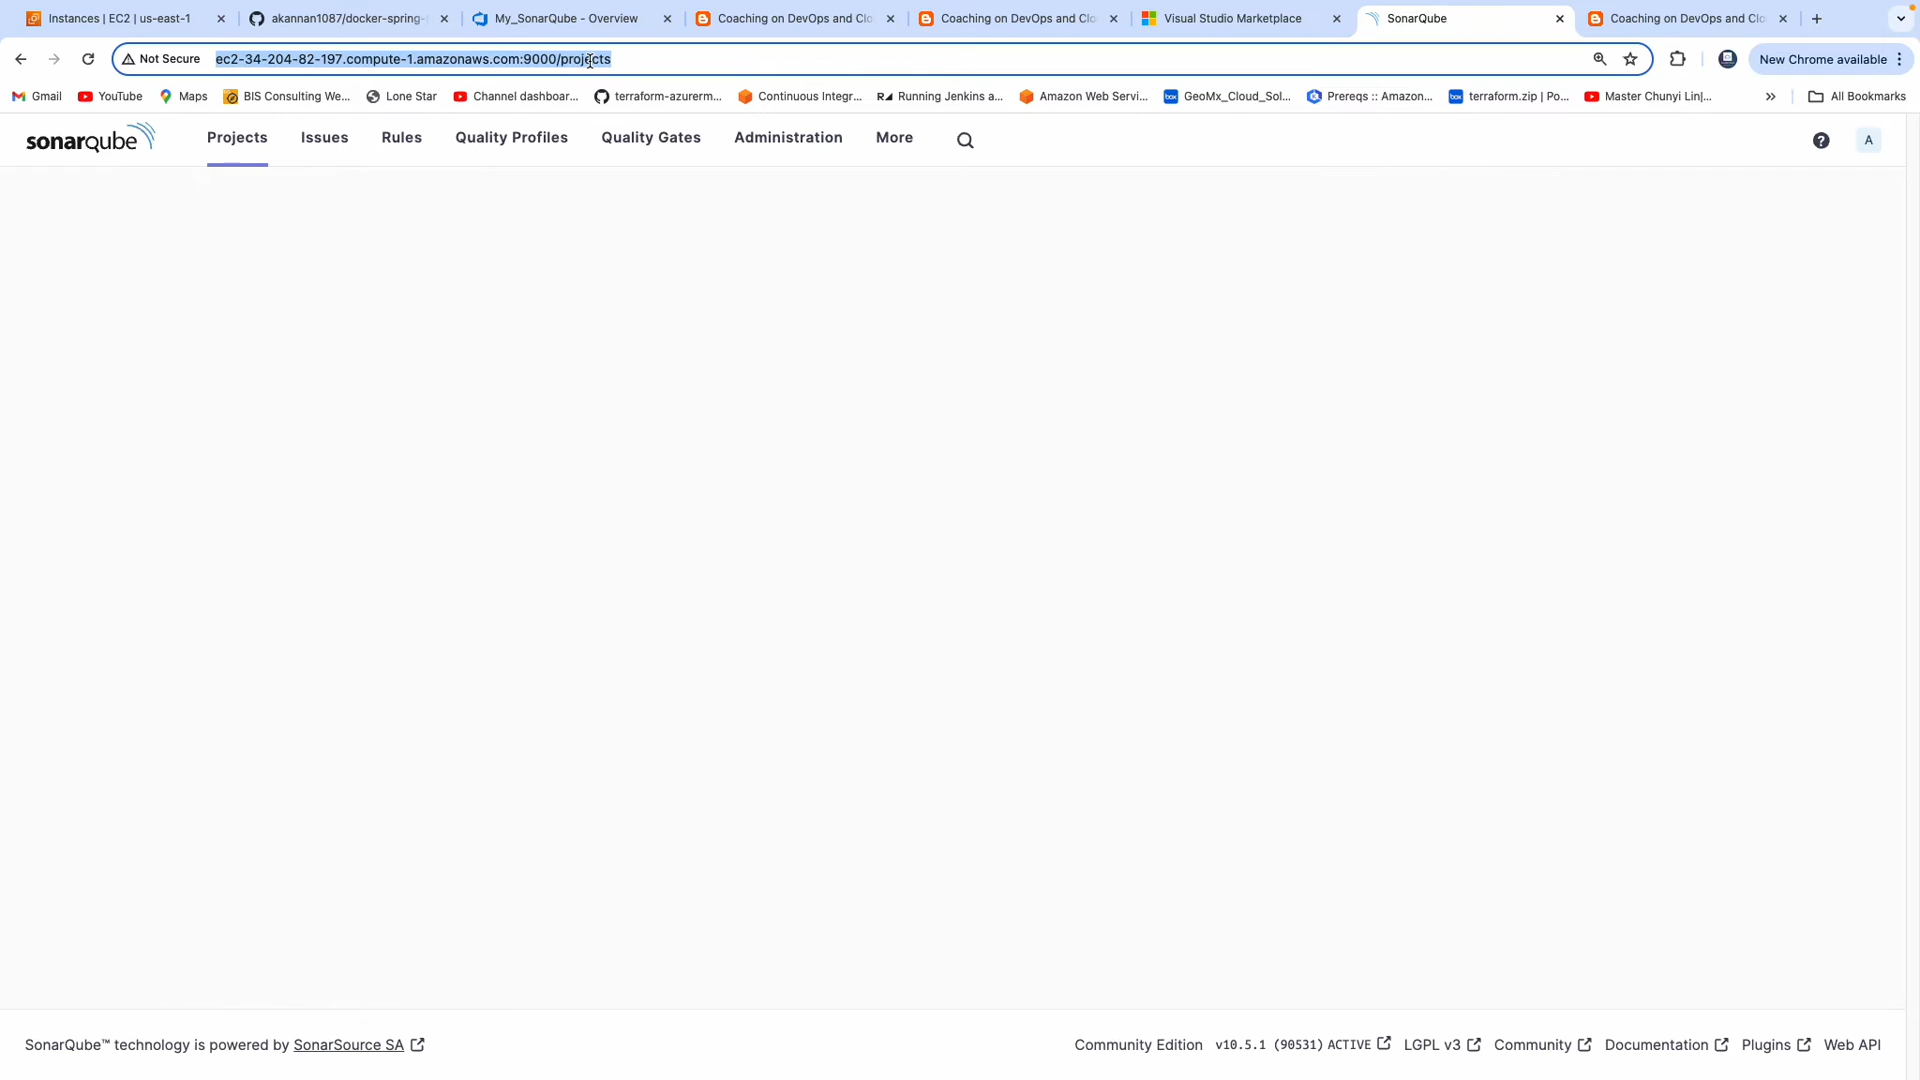 Instances | EC2 | us-east-1
akannan1087/docker-spring-
My_SonarQube - Overview
Coaching on DevOps and Clo
Coaching on DevOps and Clo
Visual Studio Marketplace
SonarQube
Coaching on DevOps and Clo
Not Secure
ec2-34-204-82-197.compute-1.amazonaws.com:9000/projects
New Chrome available
Gmail
YouTube
Maps
BIS Consulting We...
Lone Star
Channel dashboar...
terraform-azurerm...
Continuous Integr...
Running Jenkins a...
Amazon Web Servi...
GeoMx_Cloud_Sol...
Prereqs :: Amazon...
terraform.zip | Po...
Master Chunyi Lin|...
All Bookmarks
sonarqube
Projects
Issues
Rules
Quality Profiles
Quality Gates
Administration
More
A
SonarQube™ technology is powered by SonarSource SA
Community Edition
v10.5.1 (90531) ACTIVE
LGPL v3
Community
Documentation
Plugins
Web API